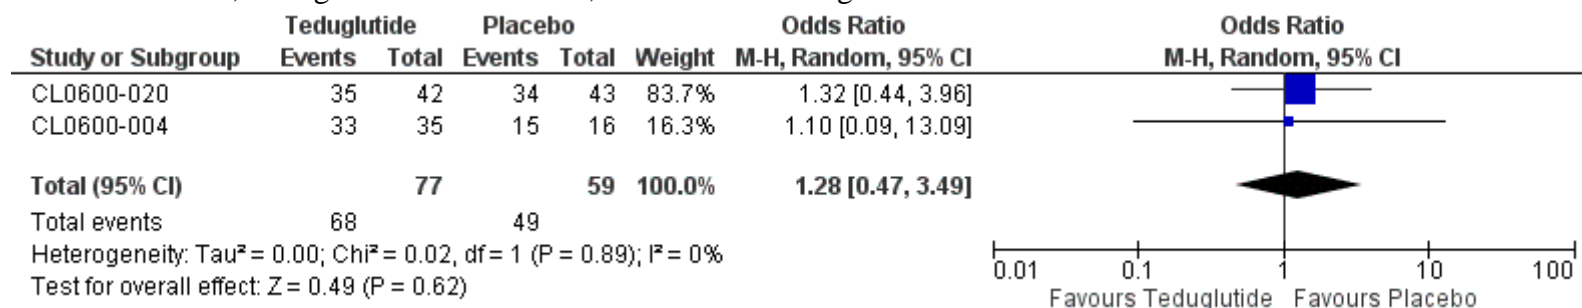 Teduglutide Placebo Odds Ratio Odds Ratio
Study or Subgroup Events Total Events Total Weight M-H, Random, 95% CI M-H, Random, 95% CI
CL0600-020 35 42 34 43 83.7% 1.32 [0.44, 3.96]
CL0600-004 33 35 15 16 16.3% 1.10 [0.09, 13.09]
Total (95% CI) 77 59 100.0% 1.28 [0.47, 3.49]
Total events 68 49
Heterogeneity: Tau² = 0.00; Chi² = 0.02, df = 1 (P = 0.89); I² = 0%
Test for overall effect: Z = 0.49 (P = 0.62)
0.01 0.1 1 10 100
Favours Teduglutide Favours Placebo